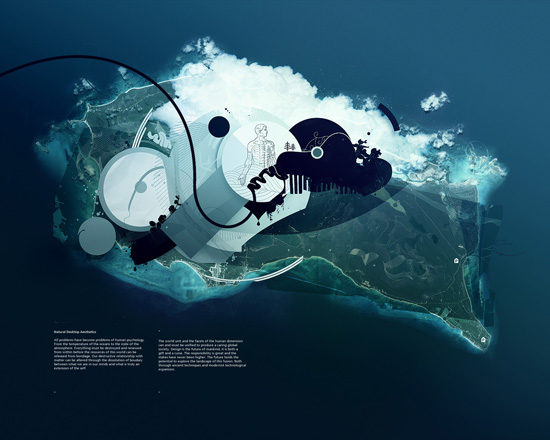 Natural Desktop Aesthetics
All problems have become problems of human psychology.
From the temperature of the oceans to the state of the
atmosphere. Everything must be destroyed and restored
from within before the resources of the world can be
released from bondage. Our destructive relationship with
matter can be altered through the dissolution of
between what we see in our minds and what is truly an
extension of the self
The world unit and the facets of the human dimension
can and must be unified to produce a caring global
society. Design is the future of mankind, it is both a
gift and a curse. The responsibility is great and the
stakes have never been higher. The future holds the
potential to explore the landscape of this fusion. Both
through ancient techniques and modernist technological
expansion.